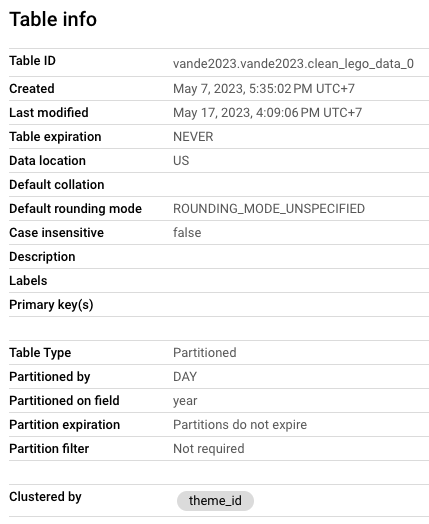 Table info
Table ID vande2023.vande2023.clean_lego_data_0
Created May 7, 2023, 5:35:02 PM UTC+7
Last modified May 17, 2023, 4:09:06 PM UTC+7
Table expiration NEVER
Data location US
Default collation
Default rounding mode ROUNDING_MODE_UNSPECIFIED
Case insensitive false
Description
Labels
Primary key(s)
Table Type Partitioned
Partitioned by DAY
Partitioned on field year
Partition expiration Partitions do not expire
Partition filter Not required
Clustered by theme_id